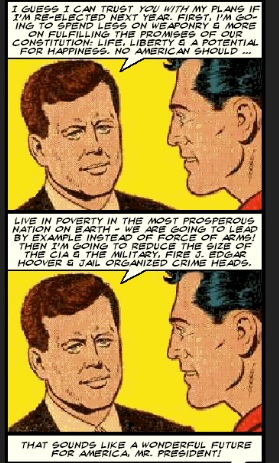 I GUESS I CAN TRUST YOU WITH MY PLANS IF
I'M RE-ELECTED NEXT YEAR. FIRST, I'M GO-
ING TO SPEND LESS ON WEAPONRY & MORE
ON FULFILLING THE PROMISES OF OUR
CONSTITUTION: LIFE, LIBERTY & A POTENTIAL
FOR HAPPINESS. NO AMERICAN SHOULD ...
LIVE IN POVERTY IN THE MOST PROSPEROUS
NATION ON EARTH - WE ARE GOING TO LEAD
BY EXAMPLE INSTEAD OF FORCE OF ARMS!
THEN I'M GOING TO REDUCE THE SIZE OF
THE CIA & THE MILITARY, FIRE J. EDGAR
HOOVER & JAIL ORGANIZED CRIME HEADS.
THAT SOUNDS LIKE A WONDERFUL FUTURE
FOR AMERICA, MR. PRESIDENT!